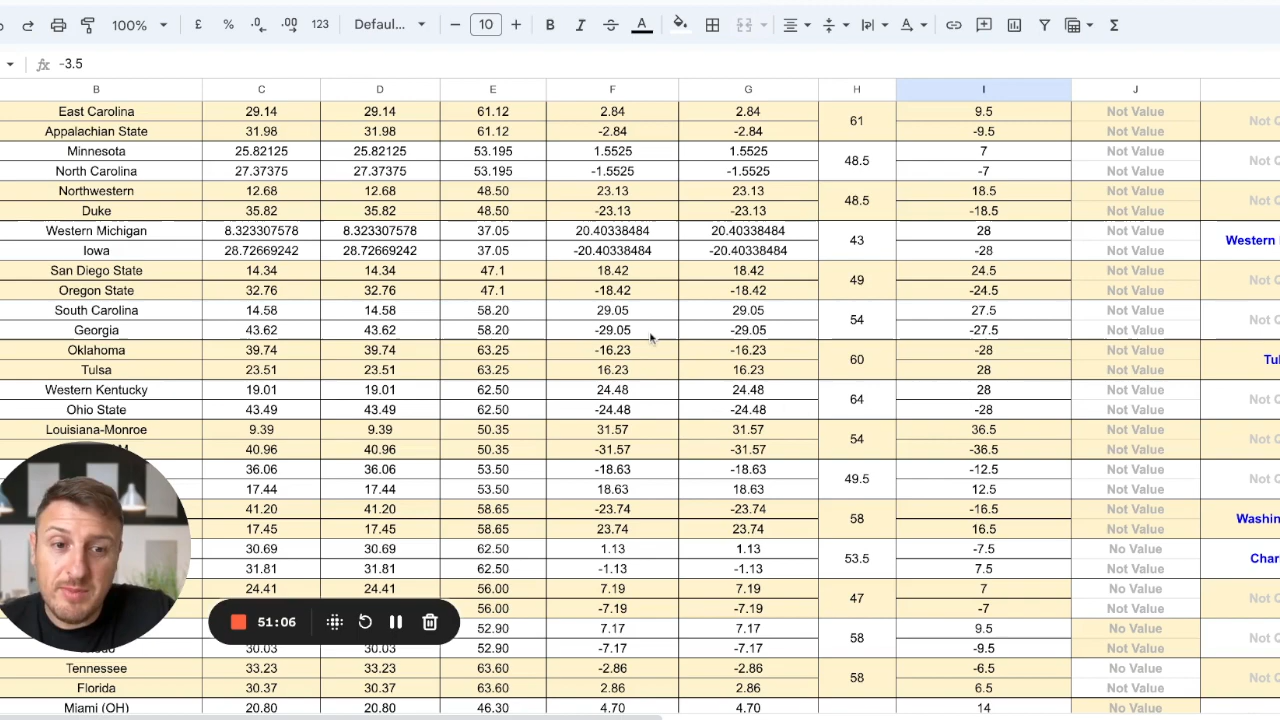 100% £ % .0 .00 123 Defaul... − 10 + B I S A Σ
fx -3.5
B C D E F G H I J
East Carolina 29.14 29.14 61.12 2.84 2.84 61 9.5 Not Value
Appalachian State 31.98 31.98 61.12 -2.84 -2.84 -9.5 Not Value
Minnesota 25.82125 25.82125 53.195 1.5525 1.5525 48.5 7 Not Value
North Carolina 27.37375 27.37375 53.195 -1.5525 -1.5525 -7 Not Value
Northwestern 12.68 12.68 48.50 23.13 23.13 48.5 18.5 Not Value
Duke 35.82 35.82 48.50 -23.13 -23.13 -18.5 Not Value
Western Michigan 8.323307578 8.323307578 37.05 20.40338484 20.40338484 43 28 Not Value Western
Iowa 28.72669242 28.72669242 37.05 -20.40338484 -20.40338484 -28 Not Value
San Diego State 14.34 14.34 47.1 18.42 18.42 49 24.5 Not Value
Oregon State 32.76 32.76 47.1 -18.42 -18.42 -24.5 Not Value
South Carolina 14.58 14.58 58.20 29.05 29.05 54 27.5 Not Value
Georgia 43.62 43.62 58.20 -29.05 -29.05 -27.5 Not Value
Oklahoma 39.74 39.74 63.25 -16.23 -16.23 60 -28 Not Value Tul
Tulsa 23.51 23.51 63.25 16.23 16.23 28 Not Value
Western Kentucky 19.01 19.01 62.50 24.48 24.48 64 28 Not Value
Ohio State 43.49 43.49 62.50 -24.48 -24.48 -28 Not Value
Louisiana-Monroe 9.39 9.39 50.35 31.57 31.57 54 36.5 Not Value
40.96 40.96 50.35 -31.57 -31.57 -36.5 Not Value
36.06 36.06 53.50 -18.63 -18.63 49.5 -12.5 Not Value
17.44 17.44 53.50 18.63 18.63 12.5 Not Value
41.20 41.20 58.65 -23.74 -23.74 58 -16.5 Not Value Washin
17.45 17.45 58.65 23.74 23.74 16.5 Not Value
30.69 30.69 62.50 1.13 1.13 53.5 -7.5 No Value Char
31.81 31.81 62.50 -1.13 -1.13 7.5 Not Value
24.41 24.41 56.00 7.19 7.19 47 7 Not Value
51:06 56.00 -7.19 -7.19 -7 Not Value
52.90 7.17 7.17 58 9.5 No Value
30.03 30.03 52.90 -7.17 -7.17 -9.5 Not Value
Tennessee 33.23 33.23 63.60 -2.86 -2.86 58 -6.5 No Value
Florida 30.37 30.37 63.60 2.86 2.86 6.5 Not Value
Miami (OH) 20.80 20.80 46.30 4.70 4.70 14 No Value